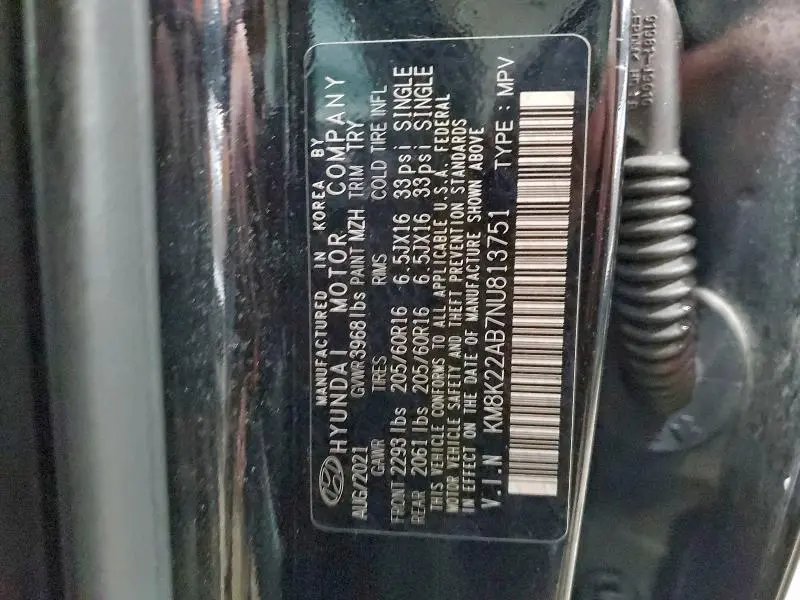 MANUFACTURED IN KOREA BY
HYUNDAI MOTOR COMPANY
AUG/2021 GVWR 3968 lbs PAINT MZH TRIM TRY
GAWR TIRES RIMS COLD TIRE INFL
FRONT 2293 lbs 205/60R16 6.5JX16 33psi SINGLE
REAR 2061 lbs 205/60R16 6.5JX16 33psi SINGLE
THIS VEHICLE CONFORMS TO ALL APPLICABLE U.S.A. FEDERAL
MOTOR VEHICLE SAFETY AND THEFT PREVENTION STANDARDS
IN EFFECT ON THE DATE OF MANUFACTURE SHOWN ABOVE
V.I.N KM8K22AB7NU813751 TYPE : MPV